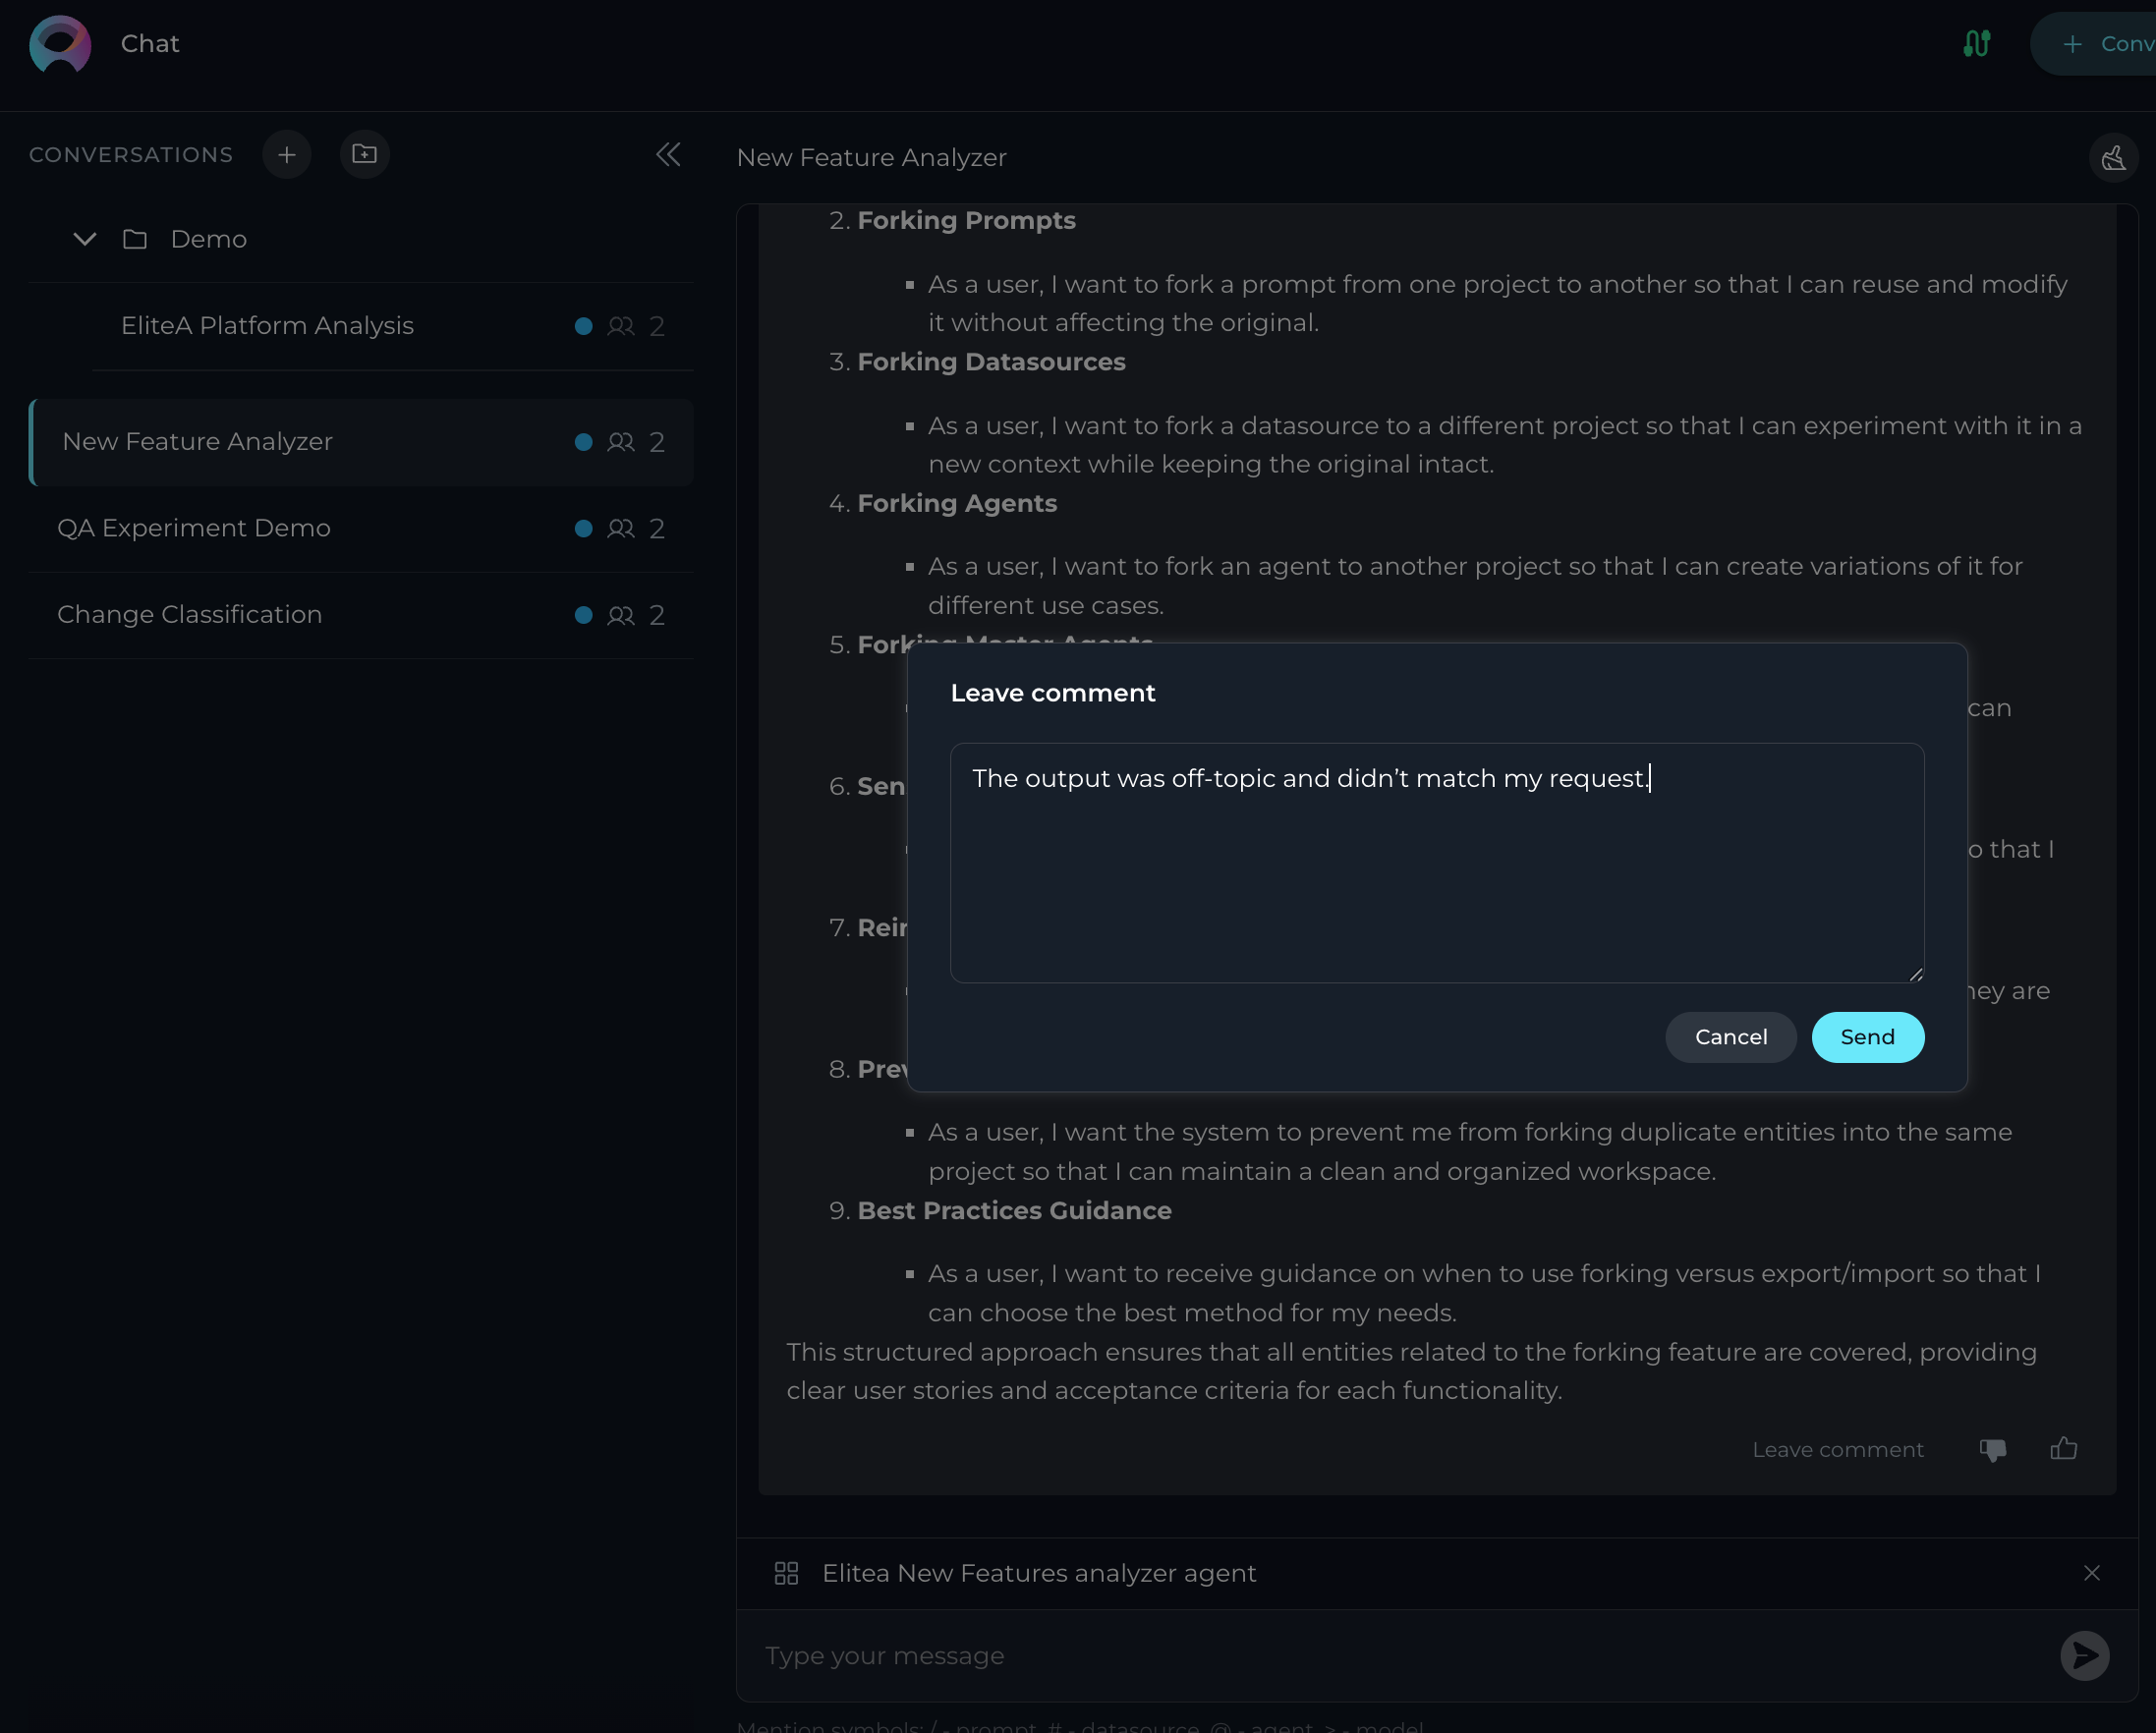 Chat
+ Conv
CONVERSATIONS
Demo
EliteA Platform Analysis 2
New Feature Analyzer 2
QA Experiment Demo 2
Change Classification 2
New Feature Analyzer
2. Forking Prompts
As a user, I want to fork a prompt from one project to another so that I can reuse and modify
it without affecting the original.
3. Forking Datasources
As a user, I want to fork a datasource to a different project so that I can experiment with it in a
new context while keeping the original intact.
4. Forking Agents
As a user, I want to fork an agent to another project so that I can create variations of it for
different use cases.
5. Forking Master Agents
can
6. Sen
o that I
7.
hey are
8. Prev
Leave comment
The output was off-topic and didn’t match my request.
Cancel
Send
As a user, I want the system to prevent me from forking duplicate entities into the same
project so that I can maintain a clean and organized workspace.
9. Best Practices Guidance
As a user, I want to receive guidance on when to use forking versus export/import so that I
can choose the best method for my needs.
This structured approach ensures that all entities related to the forking feature are covered, providing
clear user stories and acceptance criteria for each functionality.
Leave comment
Elitea New Features analyzer agent
Type your message
Mention symbols: / - prompt, # - datasource, @ - agent, > - model